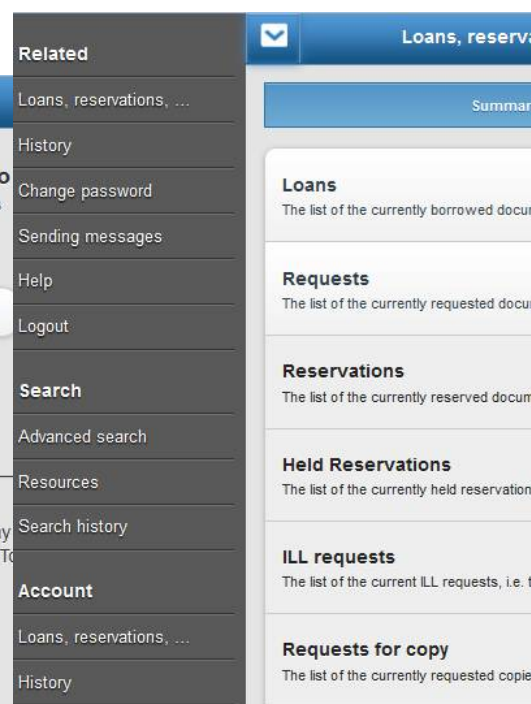 Related
Loans, reservations, ...
History
Change password
Sending messages
Help
Logout
Search
Advanced search
Resources
Search history
Account
Loans, reservations, ...
History
Loans, reserv
Summar
Loans
The list of the currently borrowed docu
Requests
The list of the currently requested docu
Reservations
The list of the currently reserved docum
Held Reservations
The list of the currently held reservation
ILL requests
The list of the current ILL requests, i.e. t
Requests for copy
The list of the currently requested copie